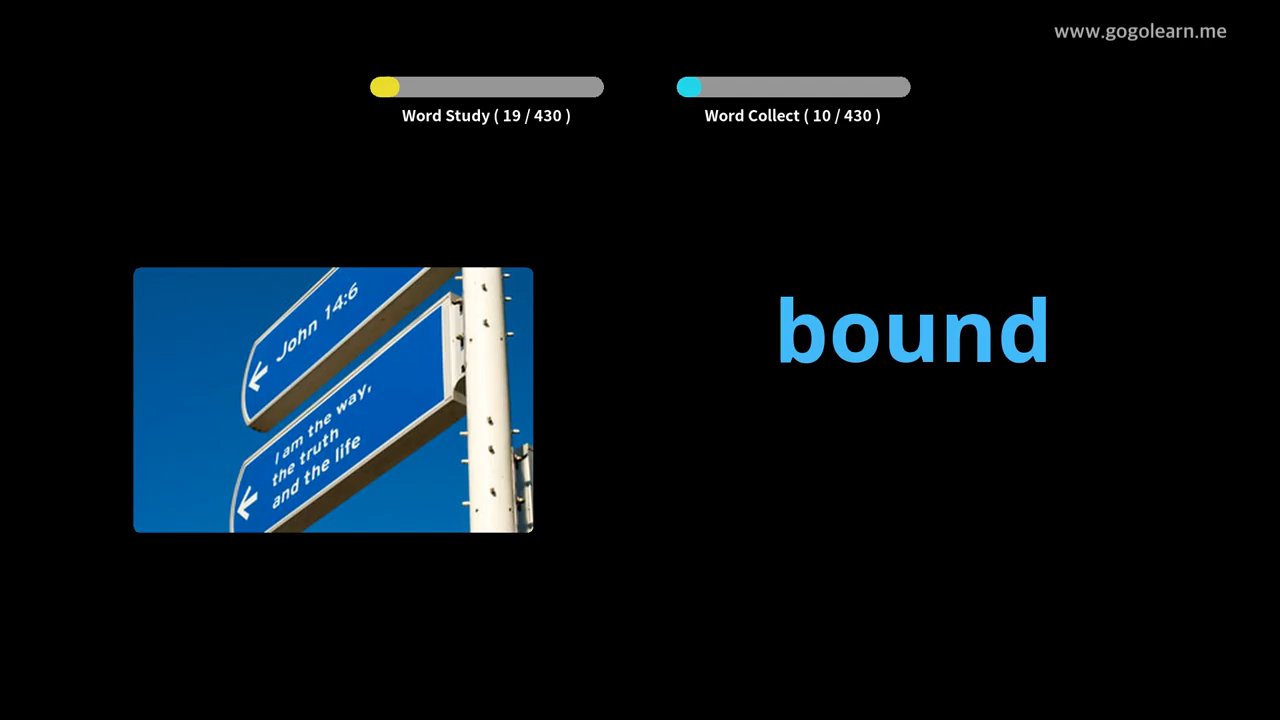 www.gogolearn.me
Word Study ( 19 / 430 )
Word Collect ( 10 / 430 )
John 14:6
I am the way,
the truth
and the life
bound